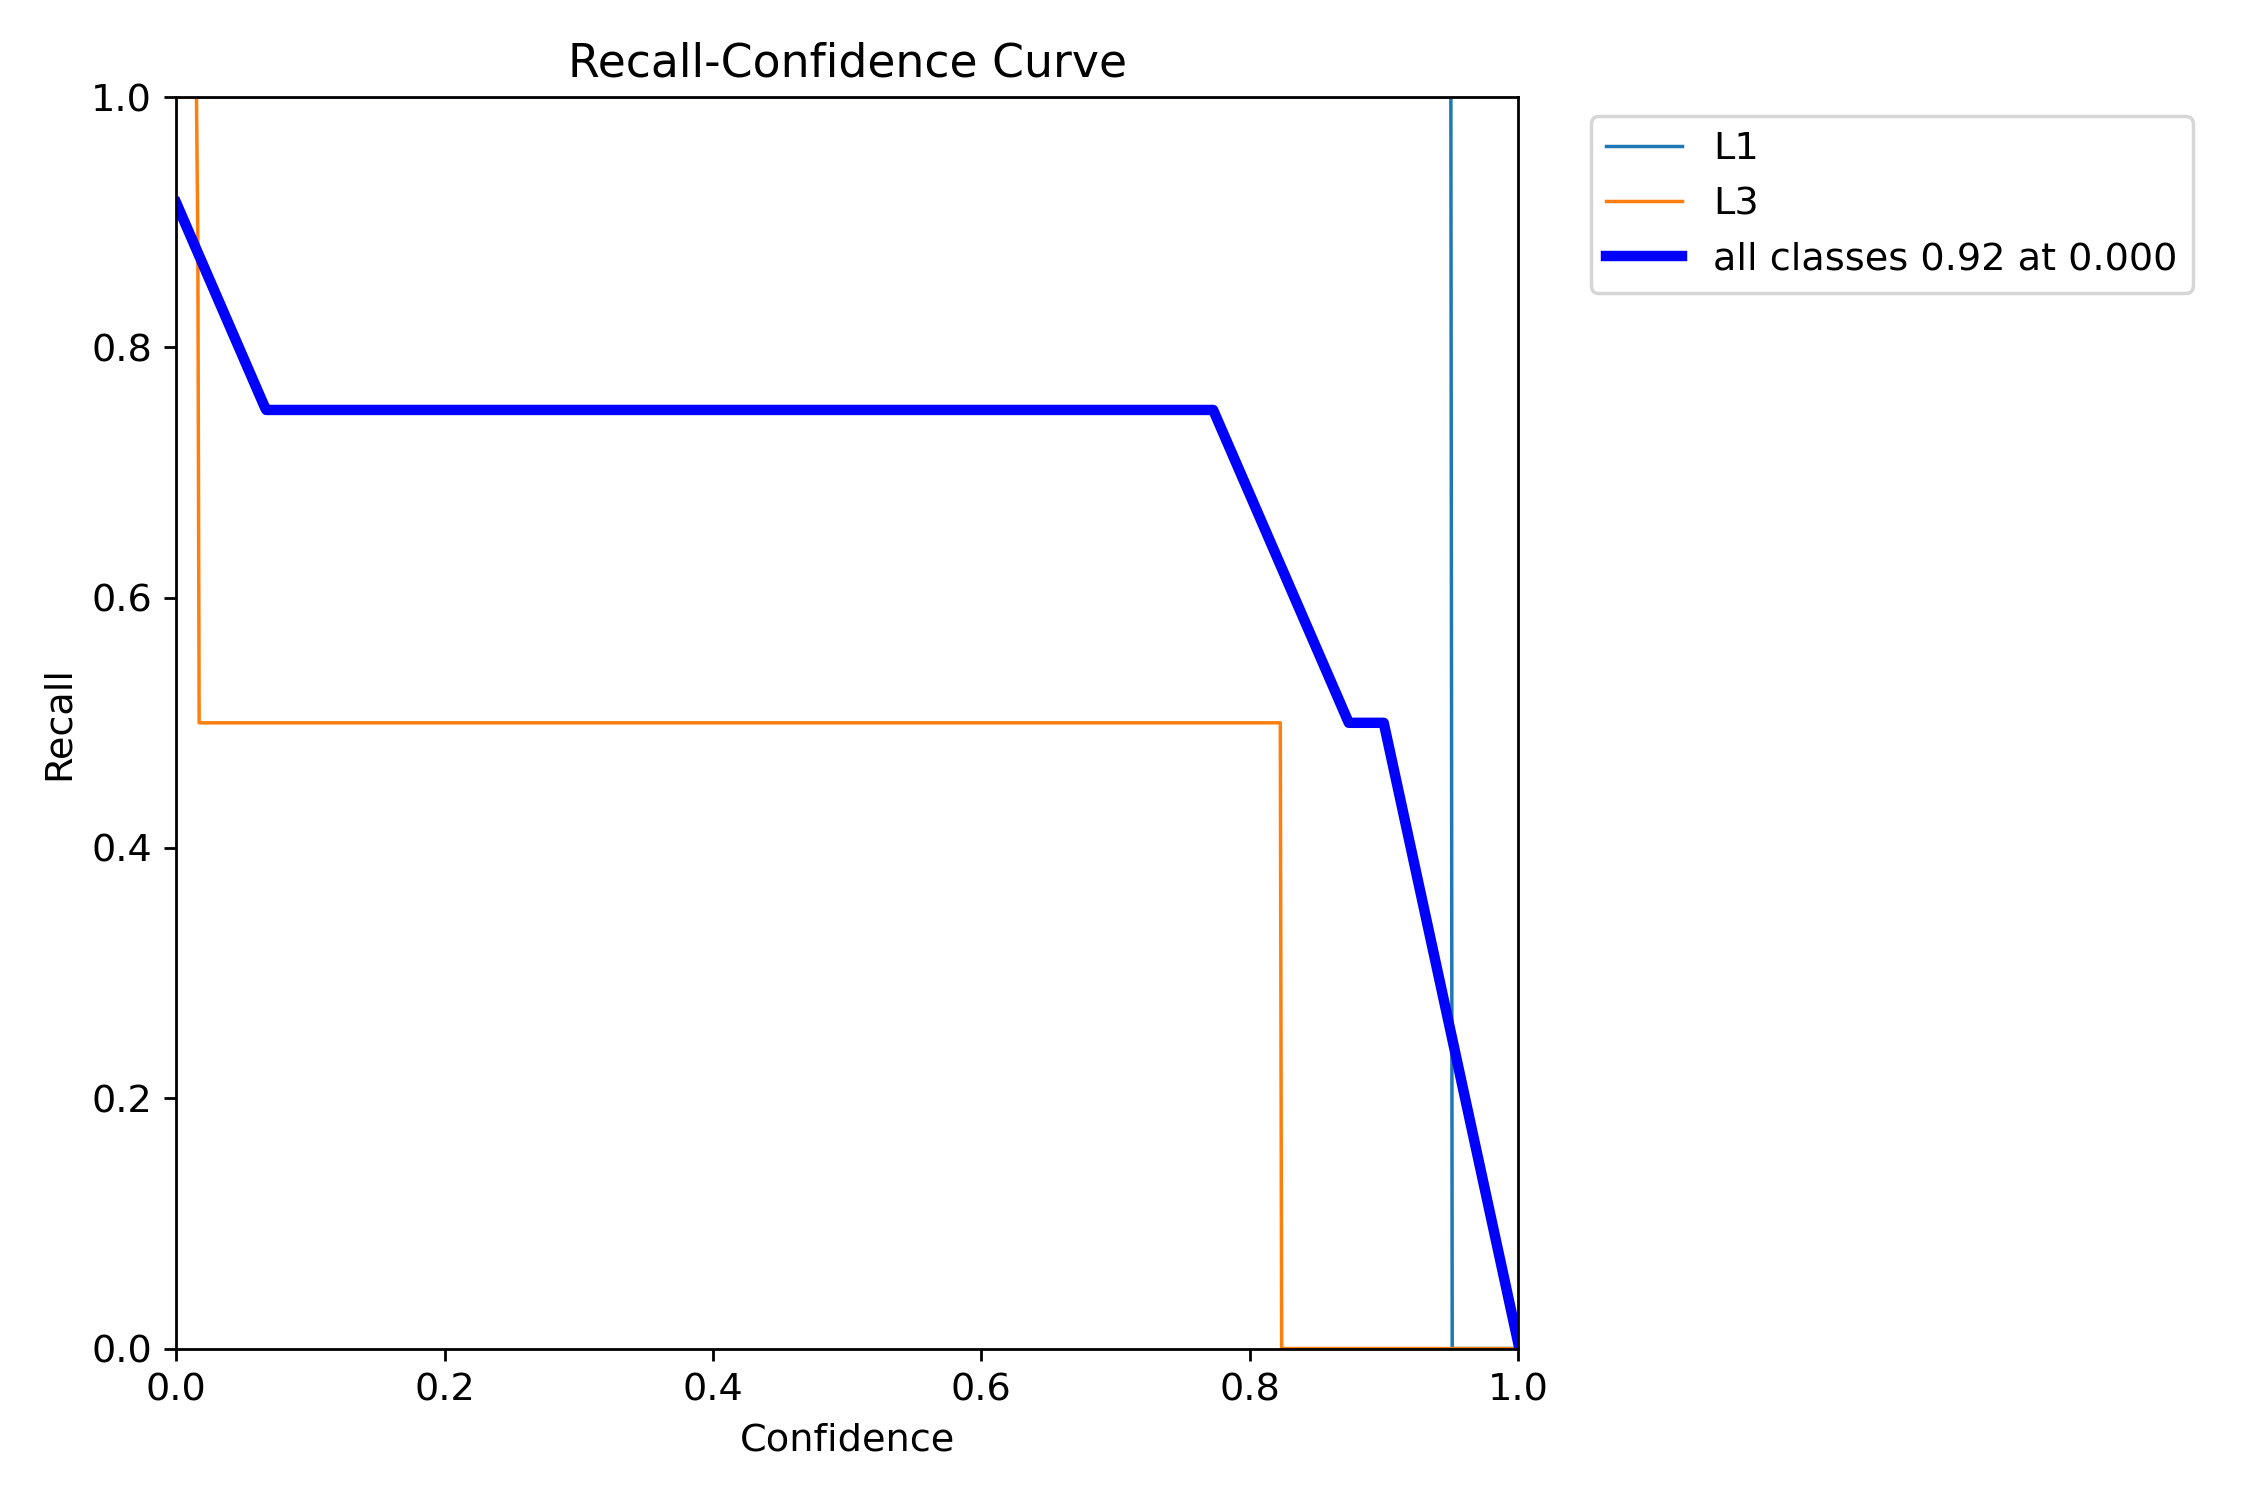 Recall-Confidence Curve
1.0
0.8
0.6
0.4
0.2
0.0
Recall
0.0 0.2 0.4 0.6 0.8 1.0
Confidence
L1
L3
all classes 0.92 at 0.000